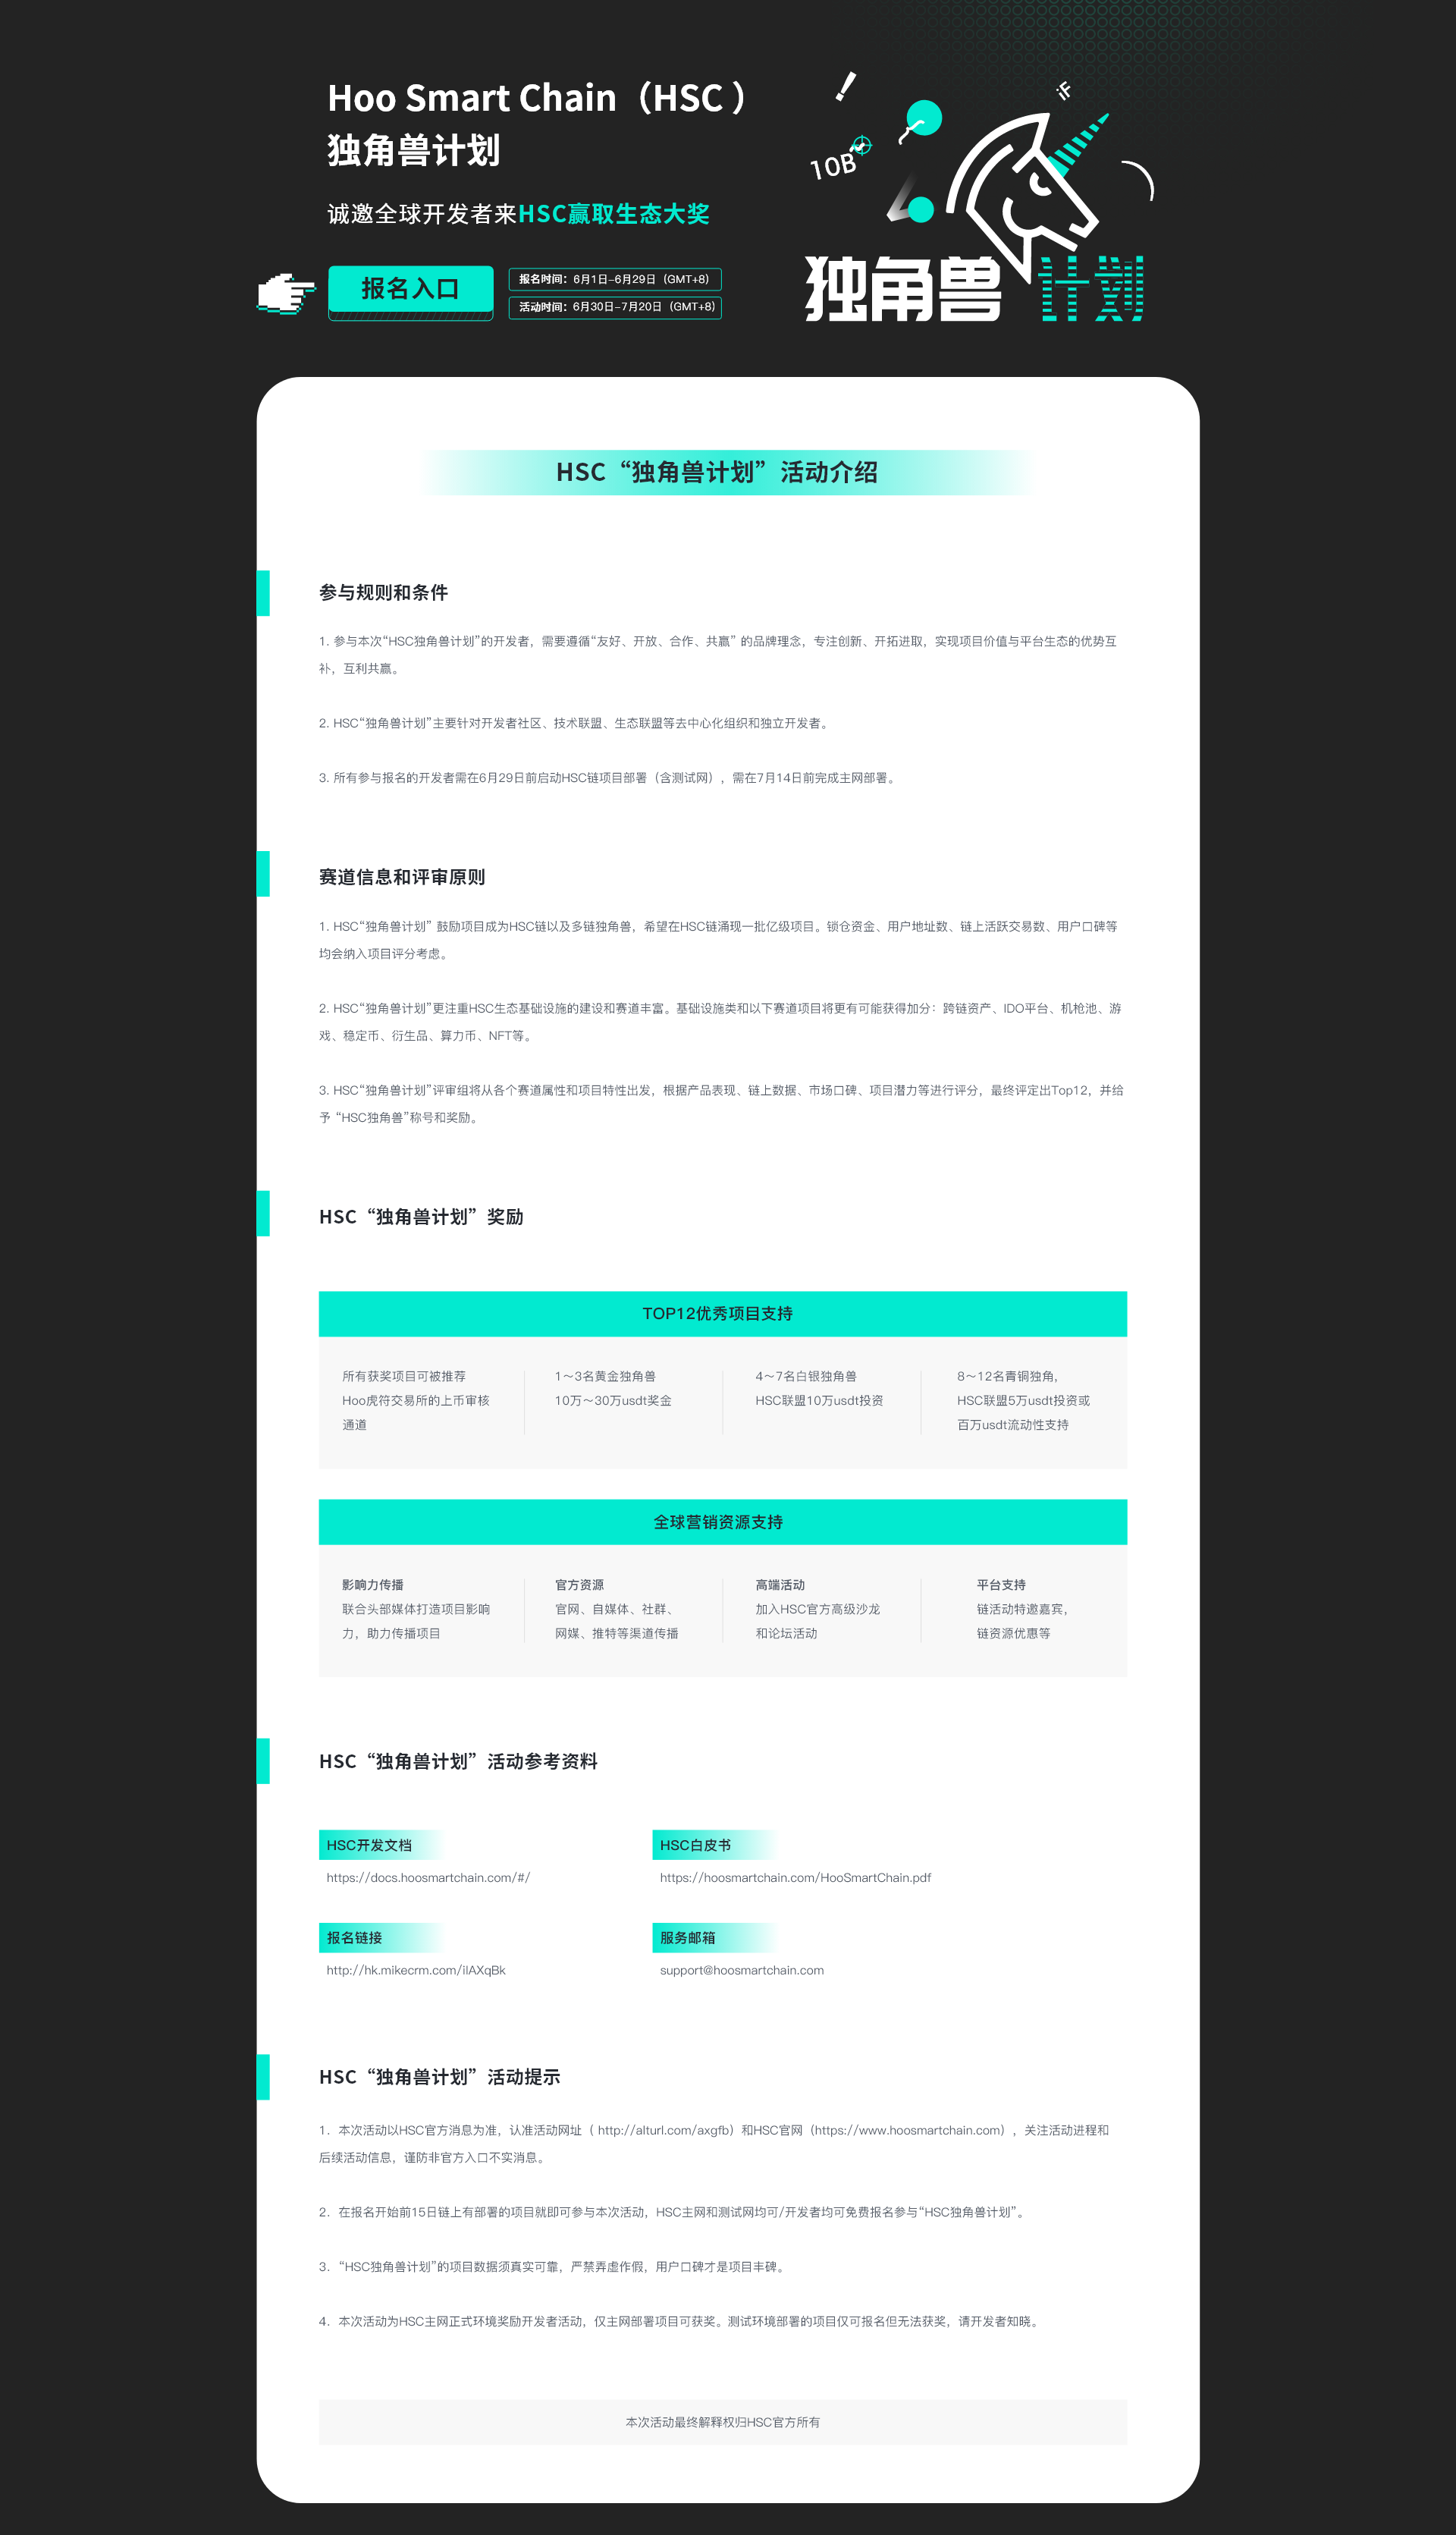 Hoo Smart Chain（HSC ）
独角兽计划
诚邀全球开发者来HSC赢取生态大奖
报名入口
报名时间：6月1日-6月29日（GMT+8）
活动时间：6月30日-7月20日（GMT+8）
10B
iF
独角兽 计划
HSC“独角兽计划”活动介绍
参与规则和条件
1. 参与本次“HSC独角兽计划”的开发者，需要遵循“友好、开放、合作、共赢” 的品牌理念，专注创新、开拓进取，实现项目价值与平台生态的优势互
补，互利共赢。
2. HSC“独角兽计划”主要针对开发者社区、技术联盟、生态联盟等去中心化组织和独立开发者。
3. 所有参与报名的开发者需在6月29日前启动HSC链项目部署（含测试网），需在7月14日前完成主网部署。
赛道信息和评审原则
1. HSC“独角兽计划” 鼓励项目成为HSC链以及多链独角兽，希望在HSC链涌现一批亿级项目。锁仓资金、用户地址数、链上活跃交易数、用户口碑等
均会纳入项目评分考虑。
2. HSC“独角兽计划”更注重HSC生态基础设施的建设和赛道丰富。基础设施类和以下赛道项目将更有可能获得加分：跨链资产、IDO平台、机枪池、游
戏、稳定币、衍生品、算力币、NFT等。
3. HSC“独角兽计划”评审组将从各个赛道属性和项目特性出发，根据产品表现、链上数据、市场口碑、项目潜力等进行评分，最终评定出Top12，并给
予 “HSC独角兽”称号和奖励。
HSC“独角兽计划”奖励
TOP12优秀项目支持
所有获奖项目可被推荐
Hoo虎符交易所的上币审核
通道
1～3名黄金独角兽
10万～30万usdt奖金
4～7名白银独角兽
HSC联盟10万usdt投资
8～12名青铜独角，
HSC联盟5万usdt投资或
百万usdt流动性支持
全球营销资源支持
影响力传播
联合头部媒体打造项目影响
力，助力传播项目
官方资源
官网、自媒体、社群、
网媒、推特等渠道传播
高端活动
加入HSC官方高级沙龙
和论坛活动
平台支持
链活动特邀嘉宾，
链资源优惠等
HSC“独角兽计划”活动参考资料
HSC开发文档
https://docs.hoosmartchain.com/#/
HSC白皮书
https://hoosmartchain.com/HooSmartChain.pdf
报名链接
http://hk.mikecrm.com/ilAXqBk
服务邮箱
support@hoosmartchain.com
HSC“独角兽计划”活动提示
1. 本次活动以HSC官方消息为准，认准活动网址（ http://alturl.com/axgfb）和HSC官网（https://www.hoosmartchain.com），关注活动进程和
后续活动信息，谨防非官方入口不实消息。
2. 在报名开始前15日链上有部署的项目就即可参与本次活动，HSC主网和测试网均可/开发者均可免费报名参与“HSC独角兽计划”。
3. “HSC独角兽计划”的项目数据须真实可靠，严禁弄虚作假，用户口碑才是项目丰碑。
4. 本次活动为HSC主网正式环境奖励开发者活动，仅主网部署项目可获奖。测试环境部署的项目仅可报名但无法获奖，请开发者知晓。
本次活动最终解释权归HSC官方所有